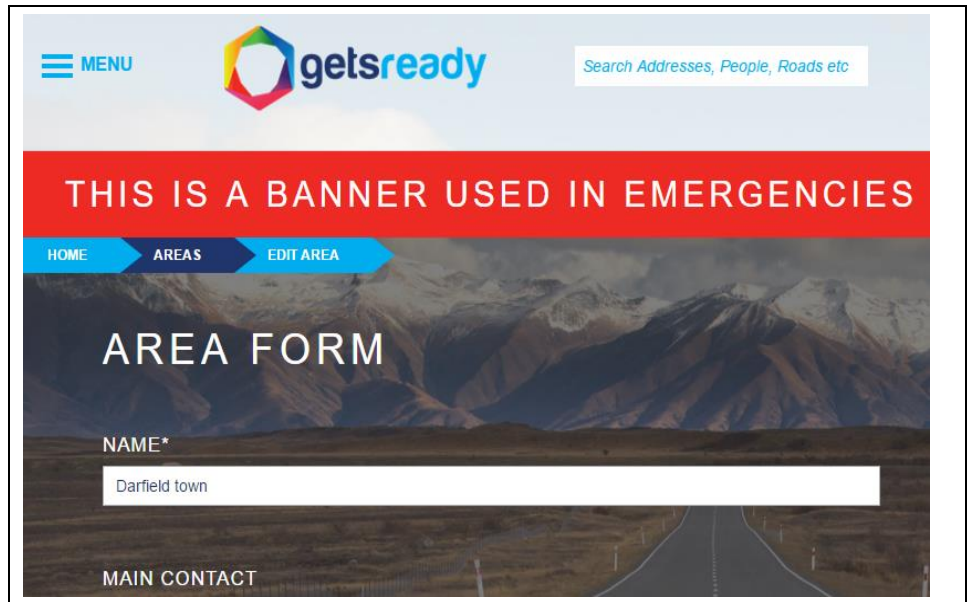 MENU
getsready
Search Addresses, People, Roads etc
THIS IS A BANNER USED IN EMERGENCIES
HOME AREAS EDIT AREA
AREA FORM
NAME*
Darfield town
MAIN CONTACT